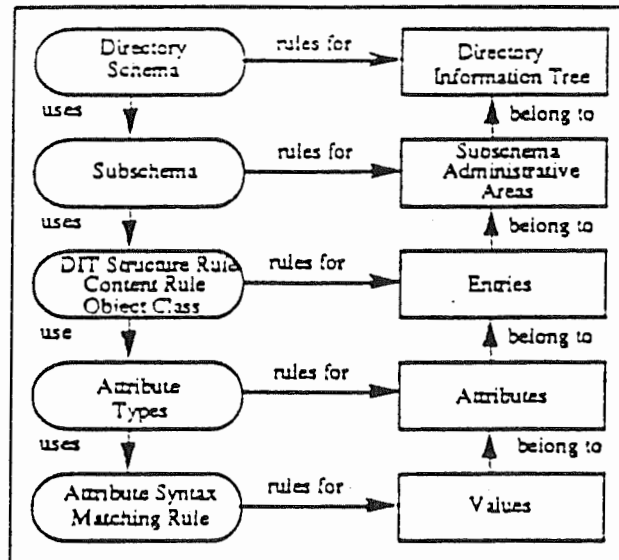 Directory
Schema
rules for
Directory
Information Tree
uses
belong to
Subschema
rules for
Subschema
Administrative
Areas
uses
belong to
DIT Structure Rule
Content Rule
Object Class
rules for
Entries
use
belong to
Attribute
Types
rules for
Attributes
uses
belong to
Attribute Syntax
Matching Rule
rules for
Values